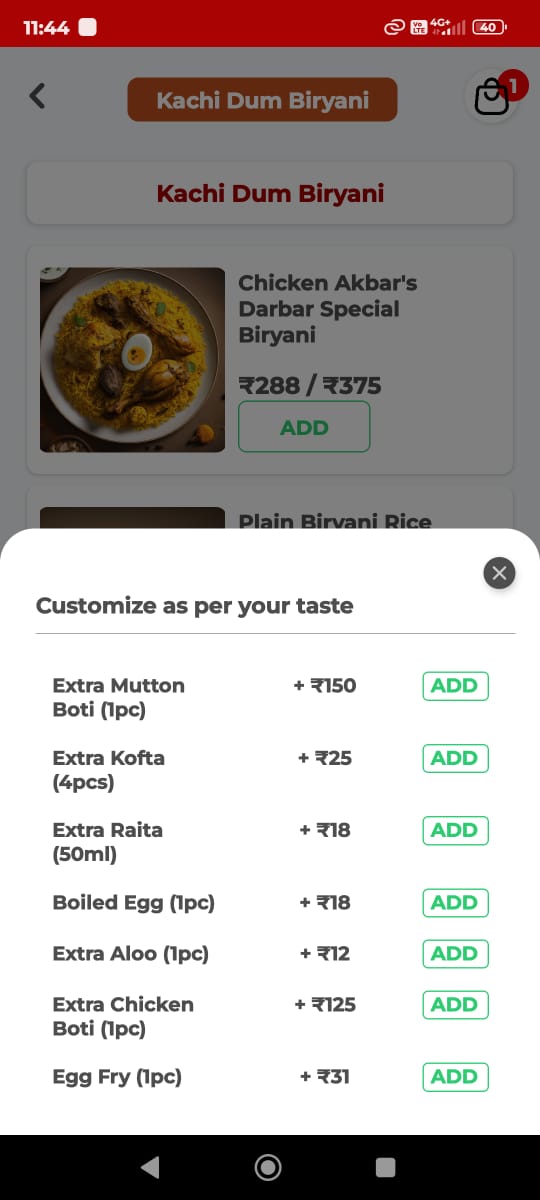 11:44
Vo LTE 4G+ 40
Kachi Dum Biryani
1
Kachi Dum Biryani
Chicken Akbar's
Darbar Special
Biryani
₹288 / ₹375
ADD
Plain Biryani Rice
Customize as per your taste
Extra Mutton + ₹150 ADD
Boti (1pc)
Extra Kofta + ₹25 ADD
(4pcs)
Extra Raita + ₹18 ADD
(50ml)
Boiled Egg (1pc) + ₹18 ADD
Extra Aloo (1pc) + ₹12 ADD
Extra Chicken + ₹125 ADD
Boti (1pc)
Egg Fry (1pc) + ₹31 ADD